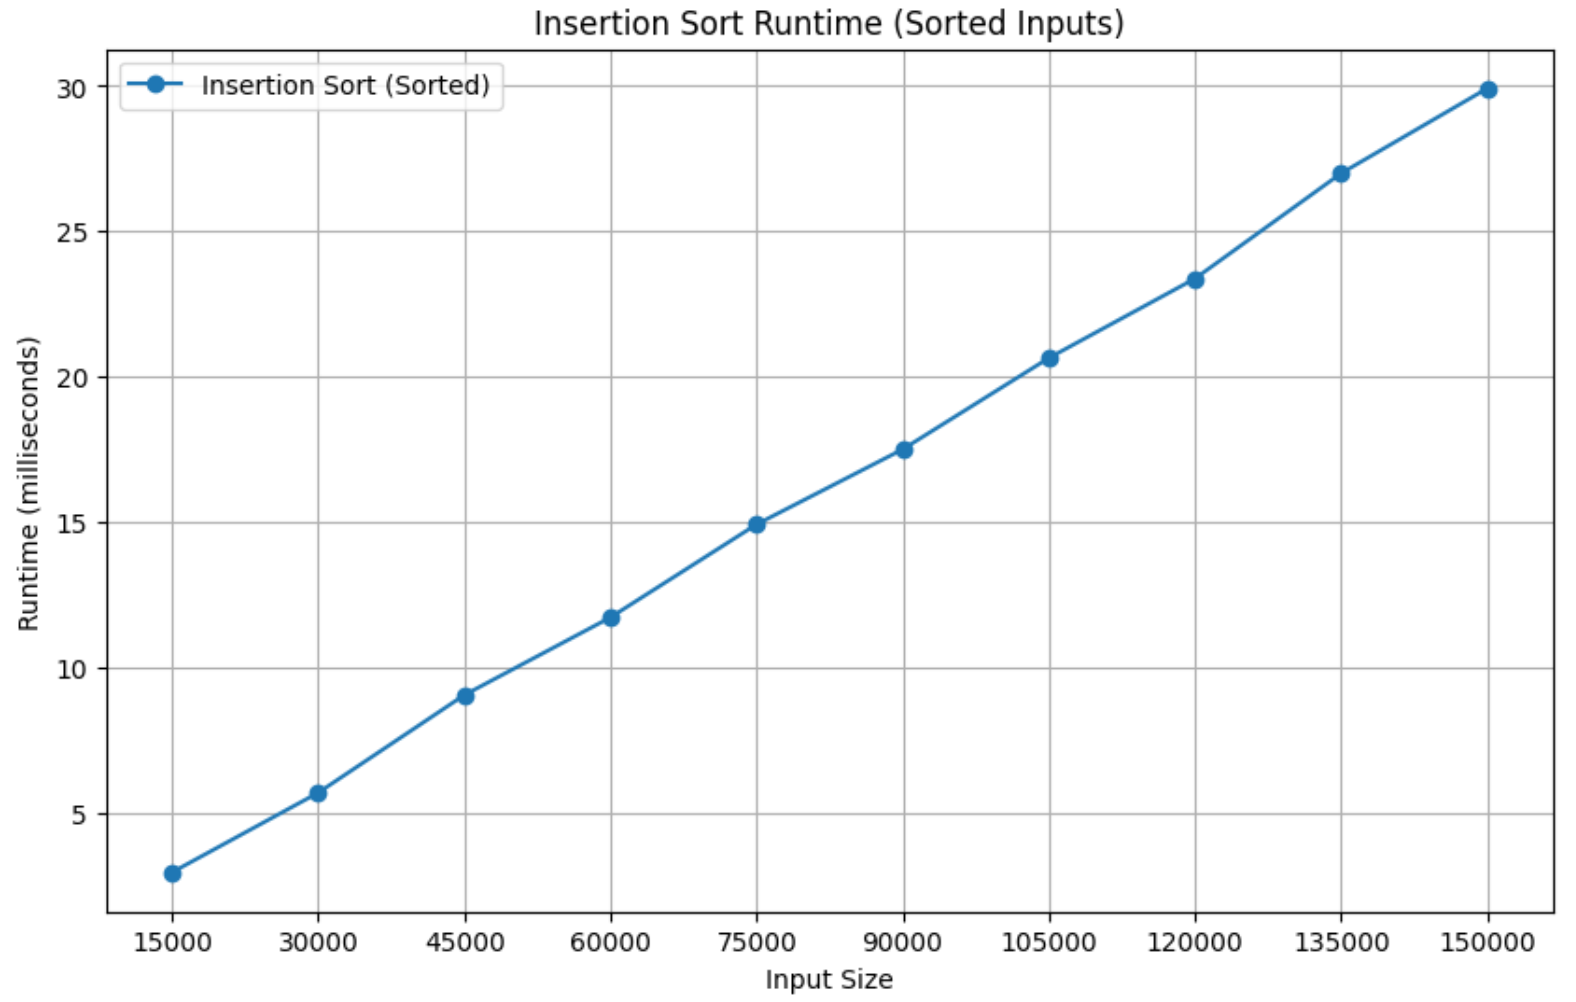 Insertion Sort Runtime (Sorted Inputs)
Insertion Sort (Sorted)
Runtime (milliseconds)
30
25
20
15
10
5
15000 30000 45000 60000 75000 90000 105000 120000 135000 150000
Input Size